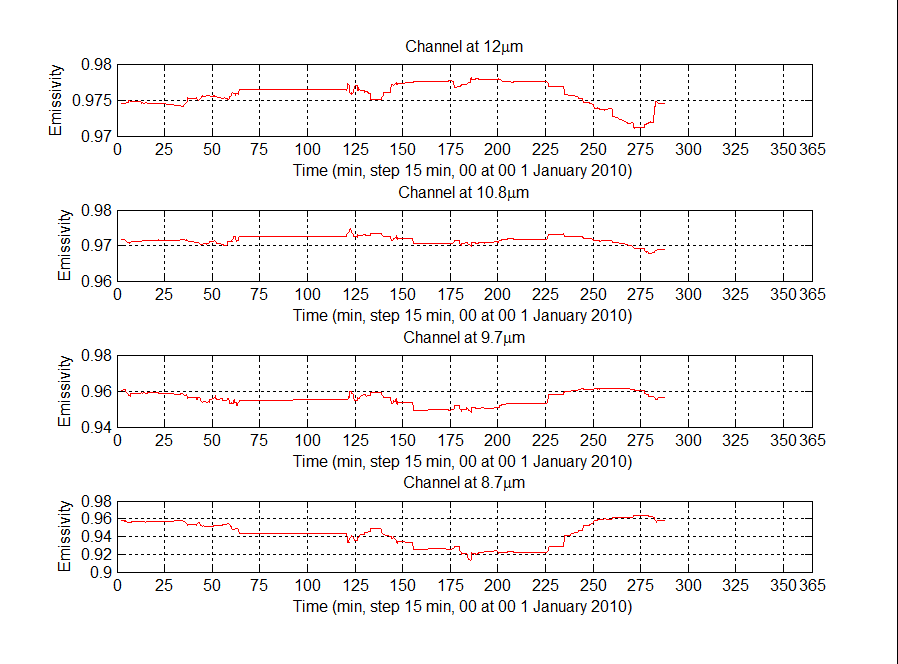 Channel at 12μm
Emissivity
0.98
0.975
0.97
0 25 50 75 100 125 150 175 200 225 250 275 300 325 350 365
Time (min, step 15 min, 00 at 00 1 January 2010)
Channel at 10.8μm
Emissivity
0.98
0.97
0.96
0 25 50 75 100 125 150 175 200 225 250 275 300 325 350 365
Time (min, step 15 min, 00 at 00 1 January 2010)
Channel at 9.7μm
Emissivity
0.98
0.96
0.94
0 25 50 75 100 125 150 175 200 225 250 275 300 325 350 365
Time (min, step 15 min, 00 at 00 1 January 2010)
Channel at 8.7μm
Emissivity
0.98
0.96
0.94
0.92
0.9
0 25 50 75 100 125 150 175 200 225 250 275 300 325 350 365
Time (min, step 15 min, 00 at 00 1 January 2010)